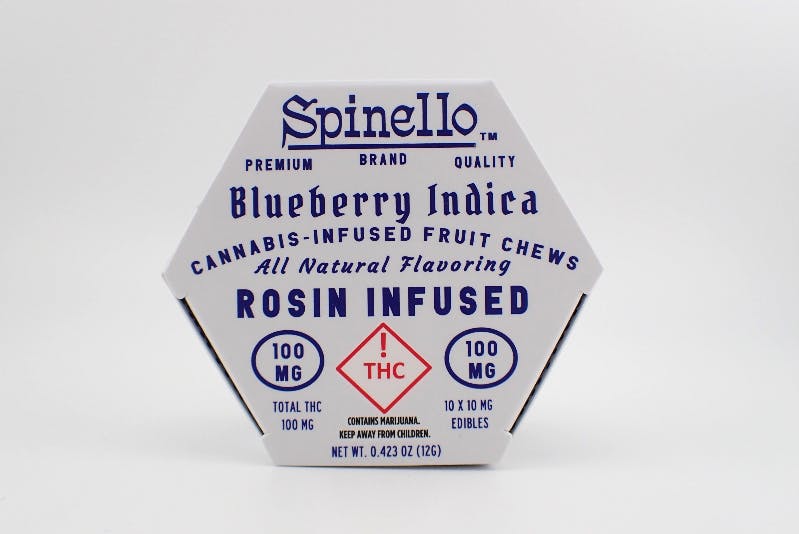 Spinello™
PREMIUM BRAND QUALITY
Blueberry Indica
CANNABIS-INFUSED FRUIT CHEWS
All Natural Flavoring
ROSIN INFUSED
100
MG
TOTAL THC
100 MG
!
THC
CONTAINS MARIJUANA.
KEEP AWAY FROM CHILDREN.
100
MG
10 X 10 MG
EDIBLES
NET WT. 0.423 OZ (12G)